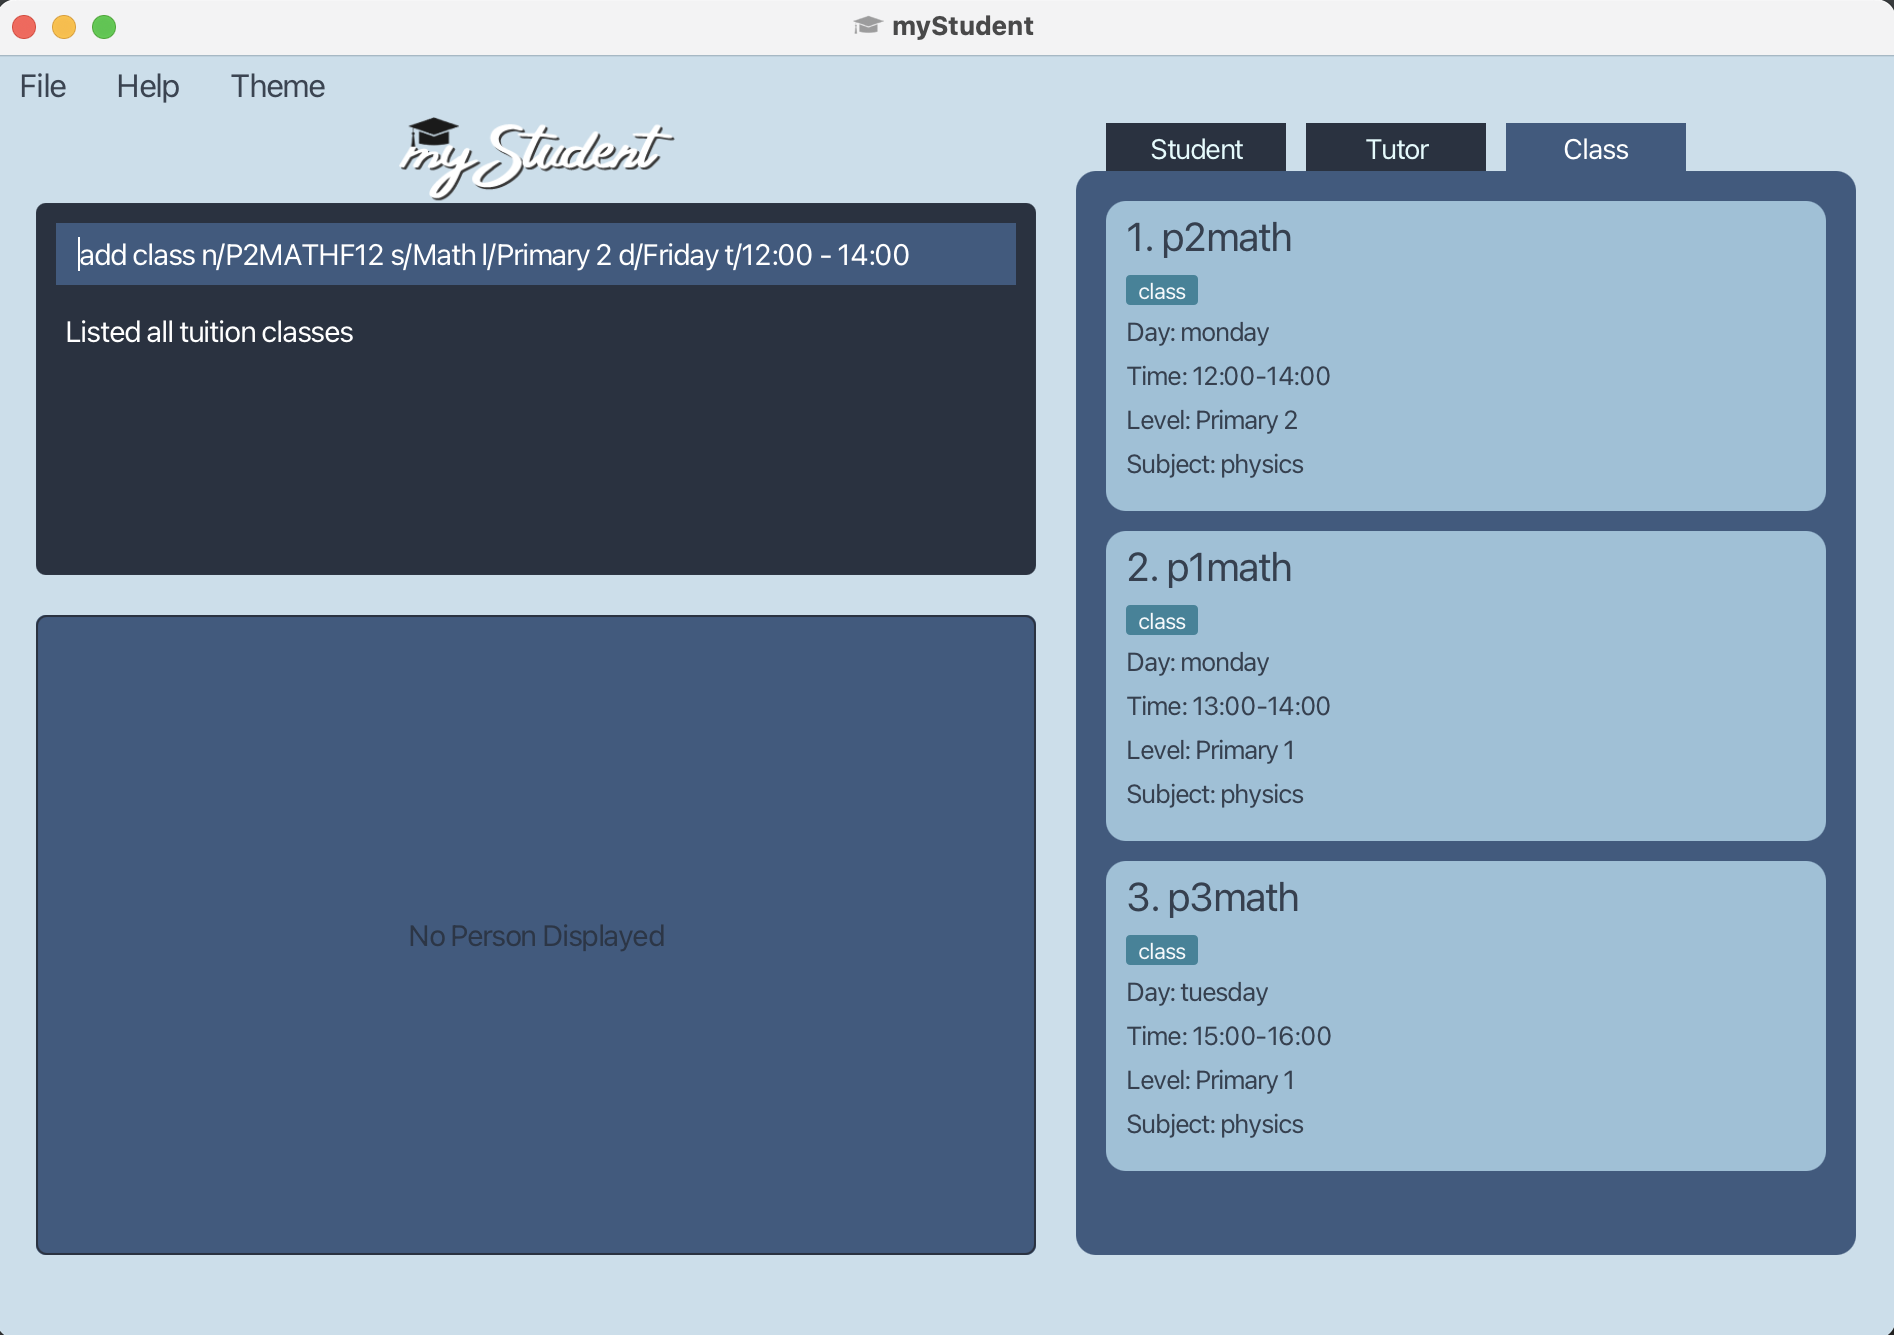 myStudent
File Help Theme
myStudent
Student Tutor Class
add class n/P2MATHF12 s/Math l/Primary 2 d/Friday t/12:00 - 14:00
Listed all tuition classes
No Person Displayed
1. p2math
class
Day: monday
Time: 12:00-14:00
Level: Primary 2
Subject: physics
2. p1math
class
Day: monday
Time: 13:00-14:00
Level: Primary 1
Subject: physics
3. p3math
class
Day: tuesday
Time: 15:00-16:00
Level: Primary 1
Subject: physics